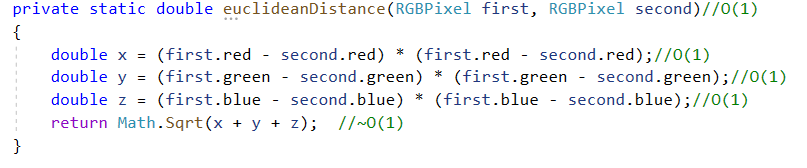 private static double euclideanDistance(RGBPixel first, RGBPixel second)//O(1)
{
    double x = (first.red - second.red) * (first.red - second.red);//O(1)
    double y = (first.green - second.green) * (first.green - second.green);//O(1)
    double z = (first.blue - second.blue) * (first.blue - second.blue);//O(1)
    return Math.Sqrt(x + y + z);  //~O(1)
}